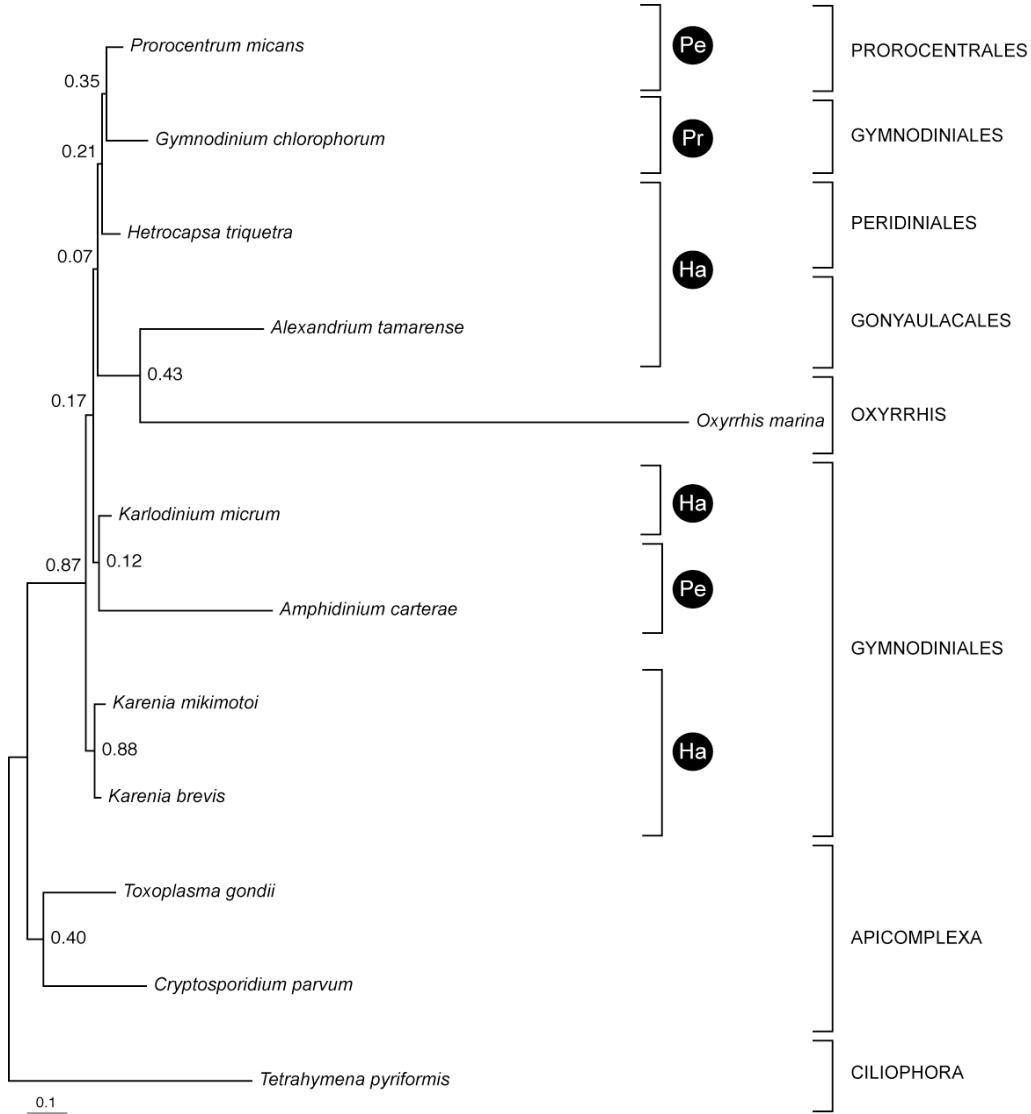 Prorocentrum micans
Pe
PROROCENTRALES
0.35
Gymnodinium chlorophorum
Pr
GYMNODINIALES
0.21
Hetrocapsa triquetra
PERIDINIALES
0.07
Ha
Alexandrium tamarense
GONYAULACALES
0.43
0.17
Oxyrrhis marina
OXYRRHIS
Karlodinium micrum
Ha
0.87
0.12
Amphidinium carterae
Pe
GYMNODINIALES
Karenia mikimotoi
0.88
Ha
Karenia brevis
Toxoplasma gondii
0.40
APICOMPLEXA
Cryptosporidium parvum
Tetrahymena pyriformis
CILIOPHORA
0.1